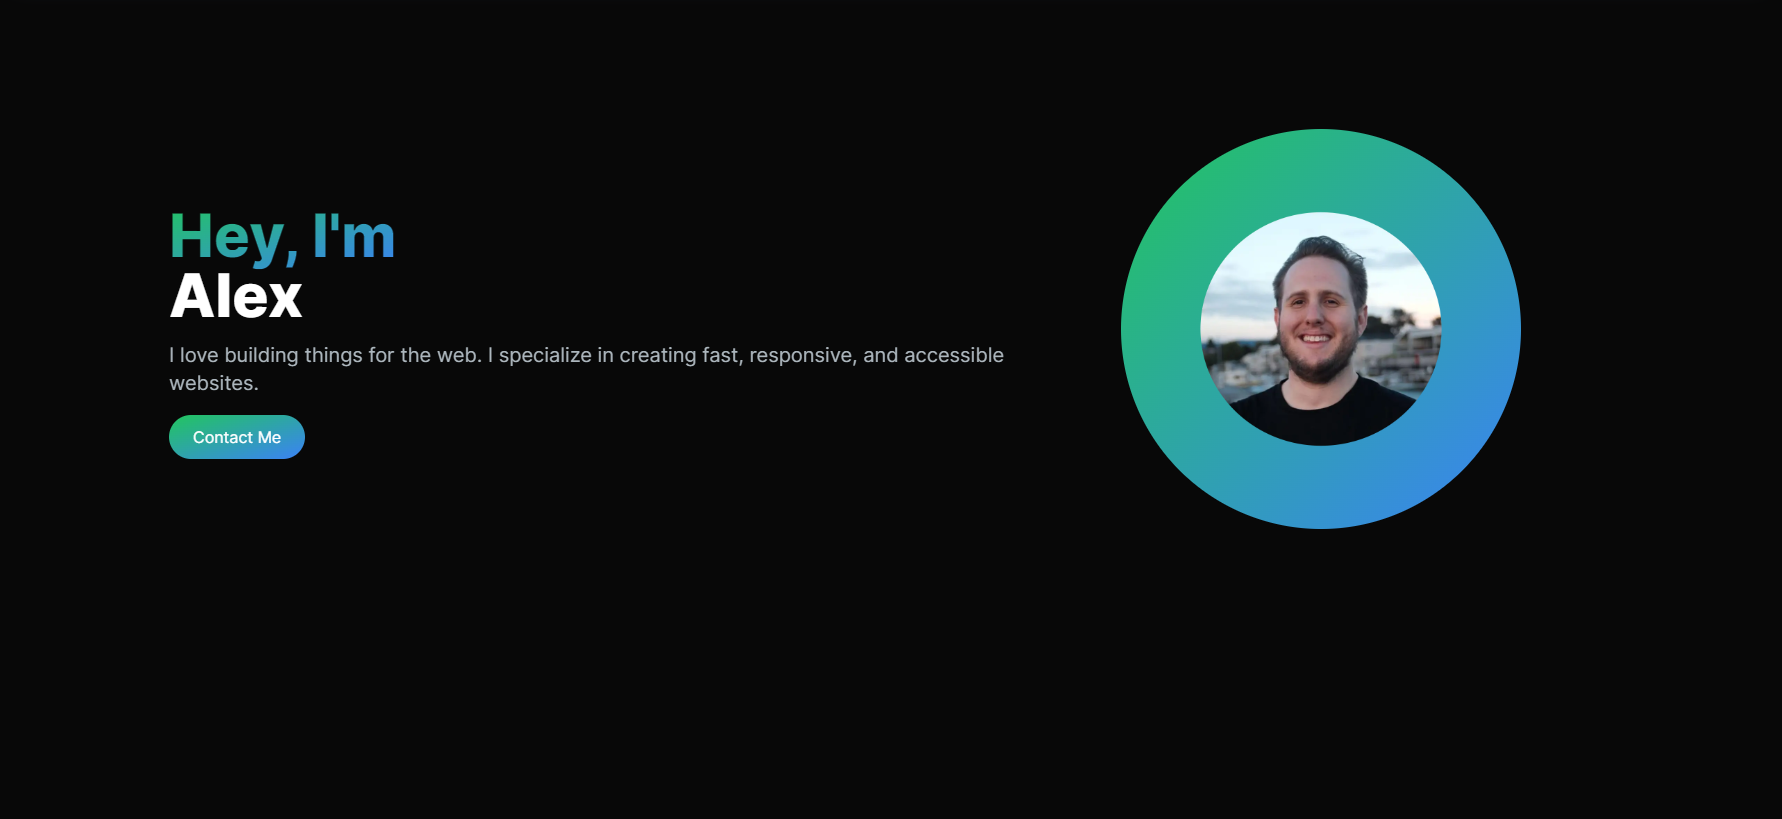 Hey, I'm
Alex
I love building things for the web. I specialize in creating fast, responsive, and accessible
websites.
Contact Me